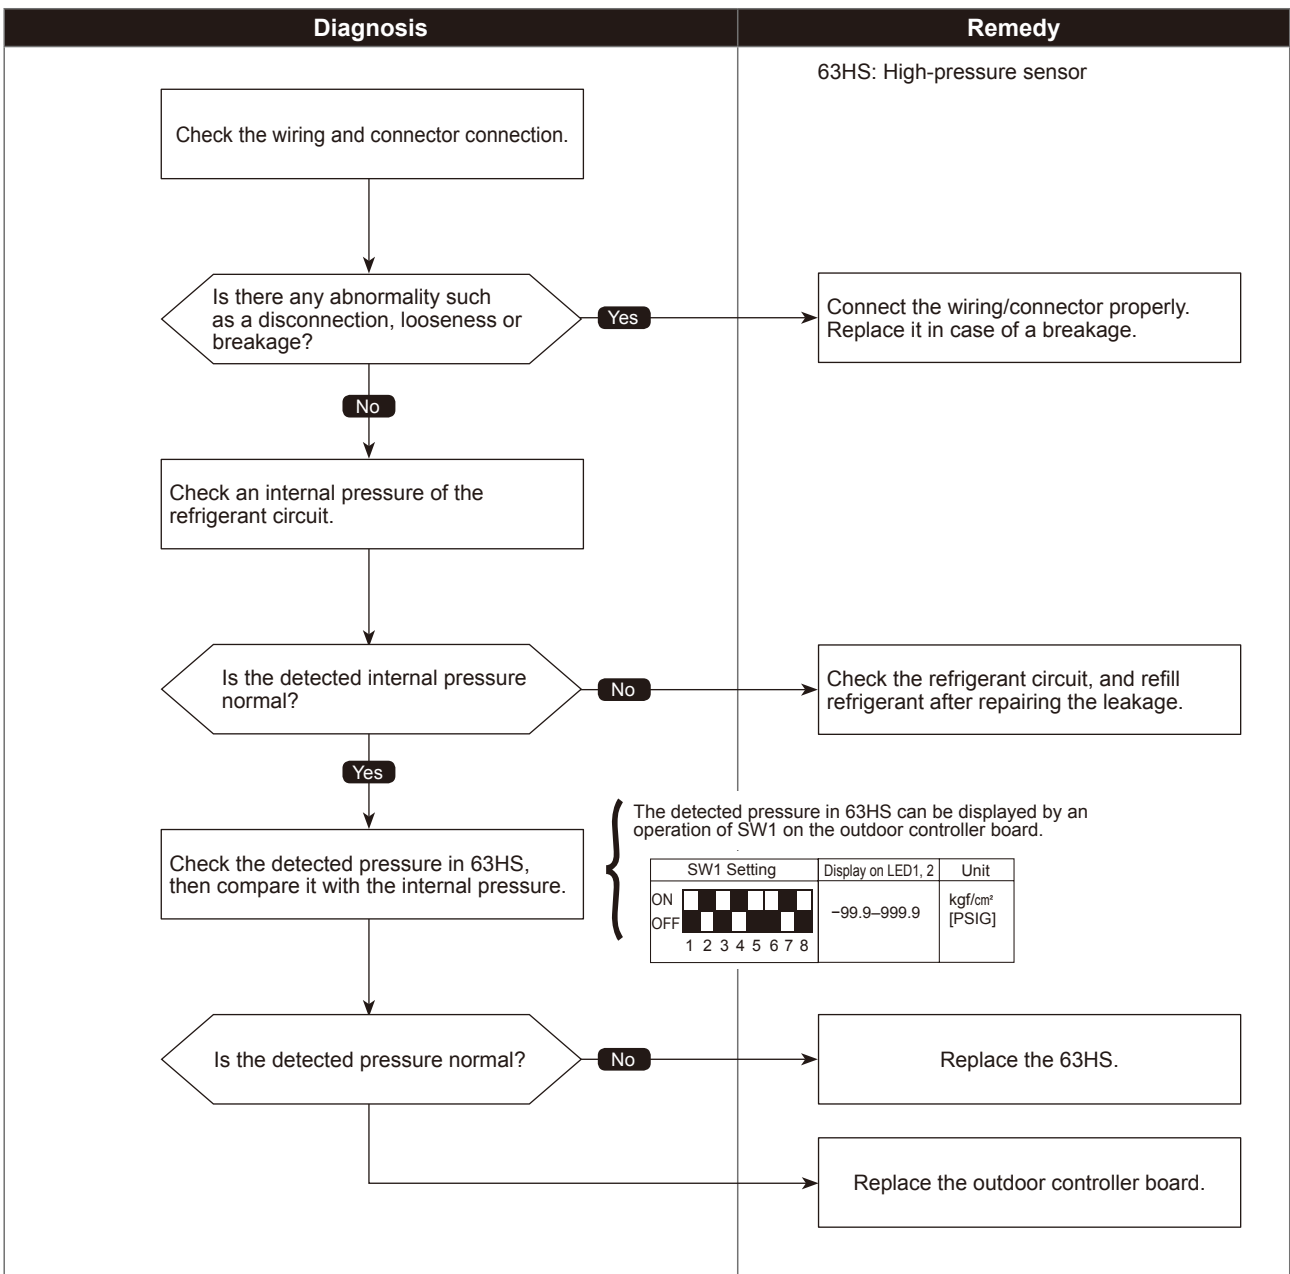 Diagnosis
Remedy
63HS: High-pressure sensor
Check the wiring and connector connection.
Is there any abnormality such
as a disconnection, looseness or
breakage?
Yes
Connect the wiring/connector properly.
Replace it in case of a breakage.
No
Check an internal pressure of the
refrigerant circuit.
Is the detected internal pressure
normal?
No
Check the refrigerant circuit, and refill
refrigerant after repairing the leakage.
Yes
Check the detected pressure in 63HS,
then compare it with the internal pressure.
The detected pressure in 63HS can be displayed by an
operation of SW1 on the outdoor controller board.
SW1 Setting
Display on LED1, 2
Unit
ON
OFF
1 2 3 4 5 6 7 8
−99.9–999.9
kgf/cm²
[PSIG]
Is the detected pressure normal?
No
Replace the 63HS.
Replace the outdoor controller board.